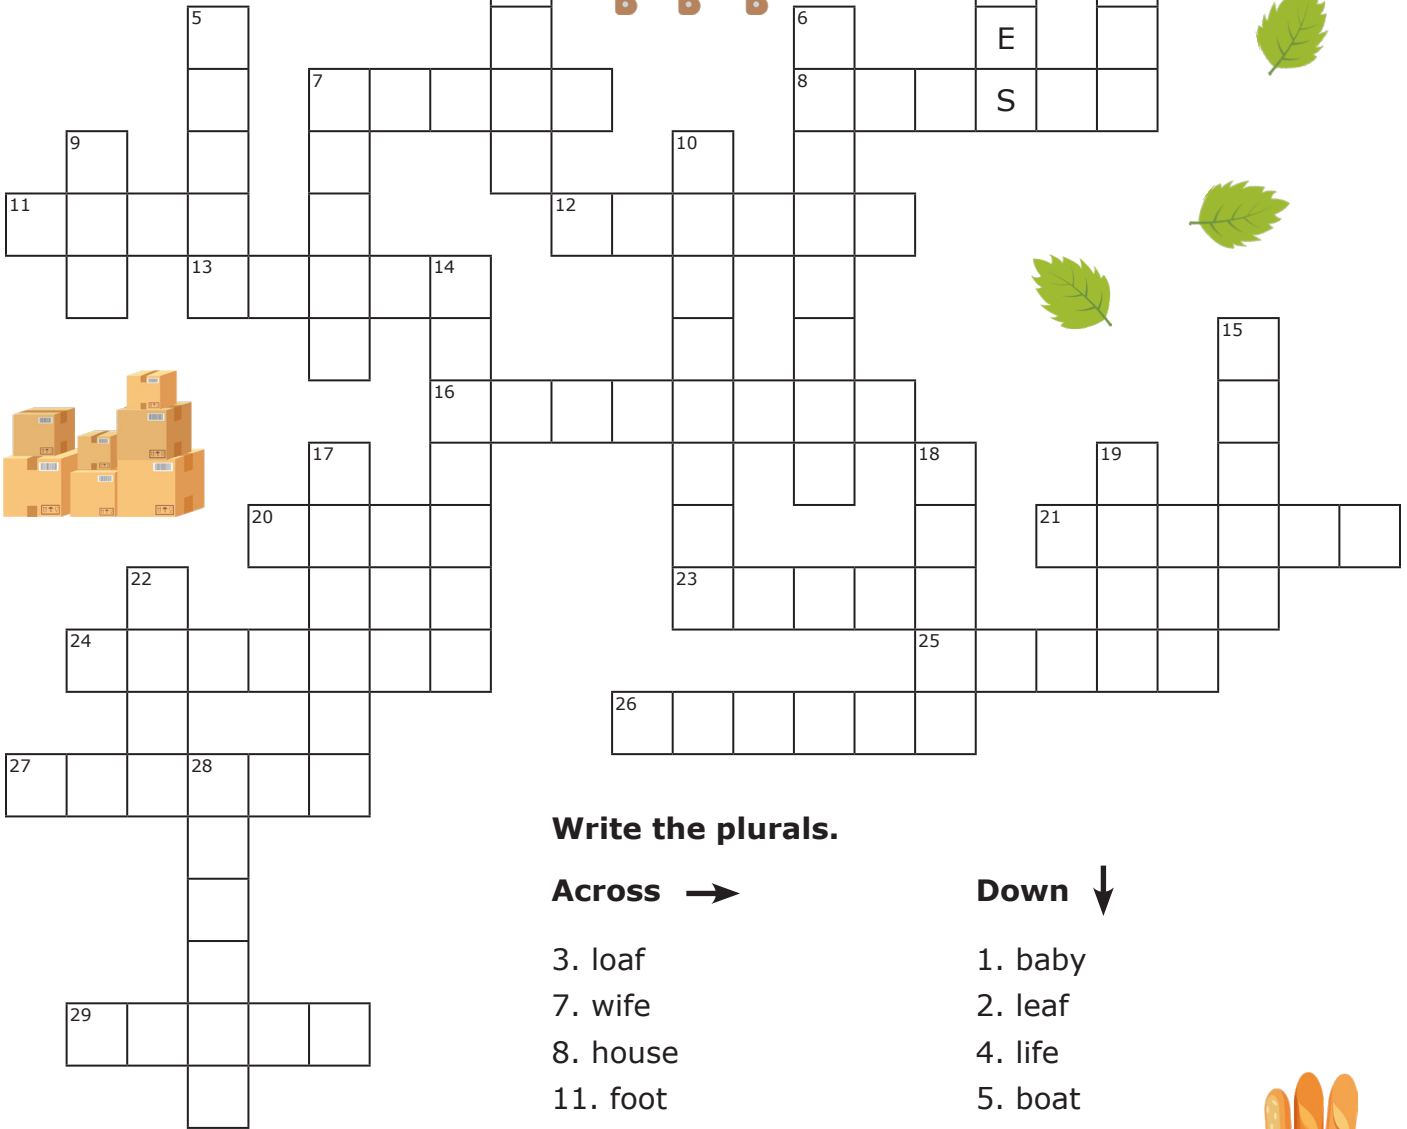 5
6
E
7
8
S
9
10
11
12
13
14
15
16
17
18
19
20
21
22
23
24
25
26
27
28
29
Write the plurals.
Across
3. loaf
7. wife
8. house
11. foot
Down
1. baby
2. leaf
4. life
5. boat